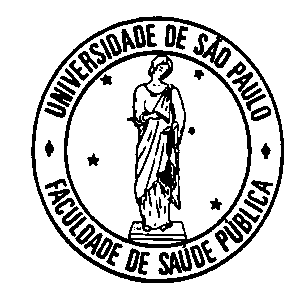 UNIVERSIDADE DE SÃO PAULO
FACULDADE DE SAÚDE PÚBLICA